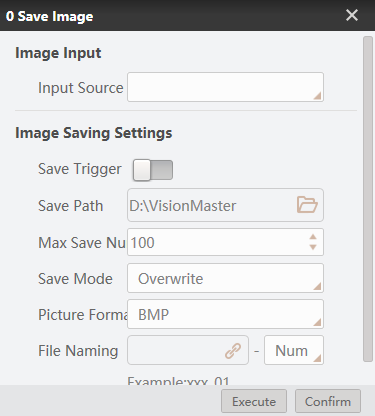 0 Save Image
Image Input
Input Source
Image Saving Settings
Save Trigger
Save Path D:\VisionMaster
Max Save Nu 100
Save Mode Overwrite
Picture Forma BMP
File Naming - Num
Example:xxx_01
Execute Confirm